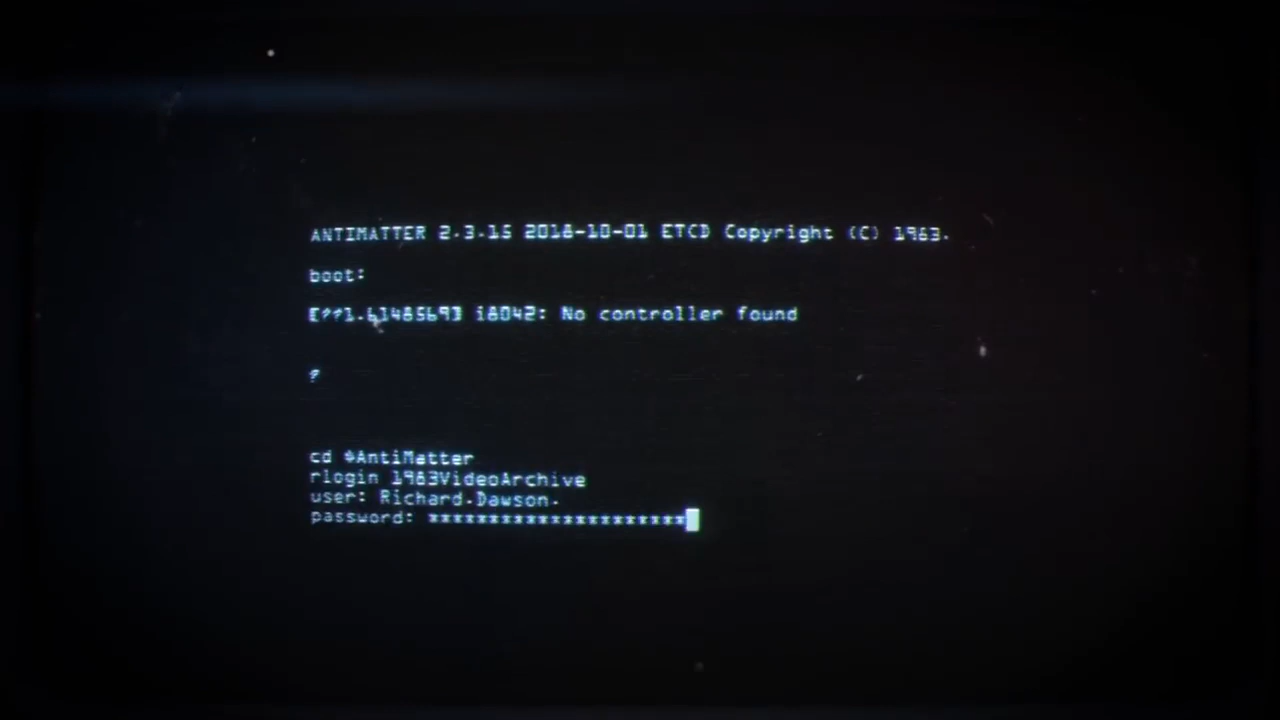 ANTIMATTER 2.3.15 2018-10-01 ETCD Copyright (C) 1963.
boot:
i8042: No controller found
?
cd $AntiMatter
rlogin 1963VideoArchive
user: Richard.Dawson.
password: **********************